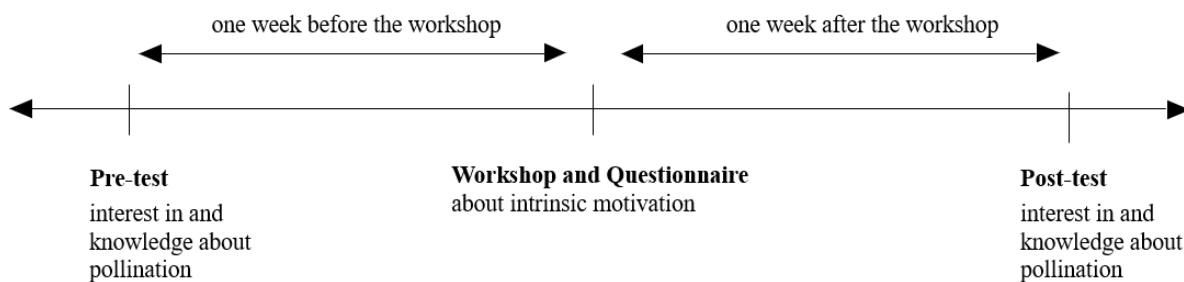 one week before the workshop
one week after the workshop
Pre-test
interest in and
knowledge about
pollination
Workshop and Questionnaire
about intrinsic motivation
Post-test
interest in and
knowledge about
pollination